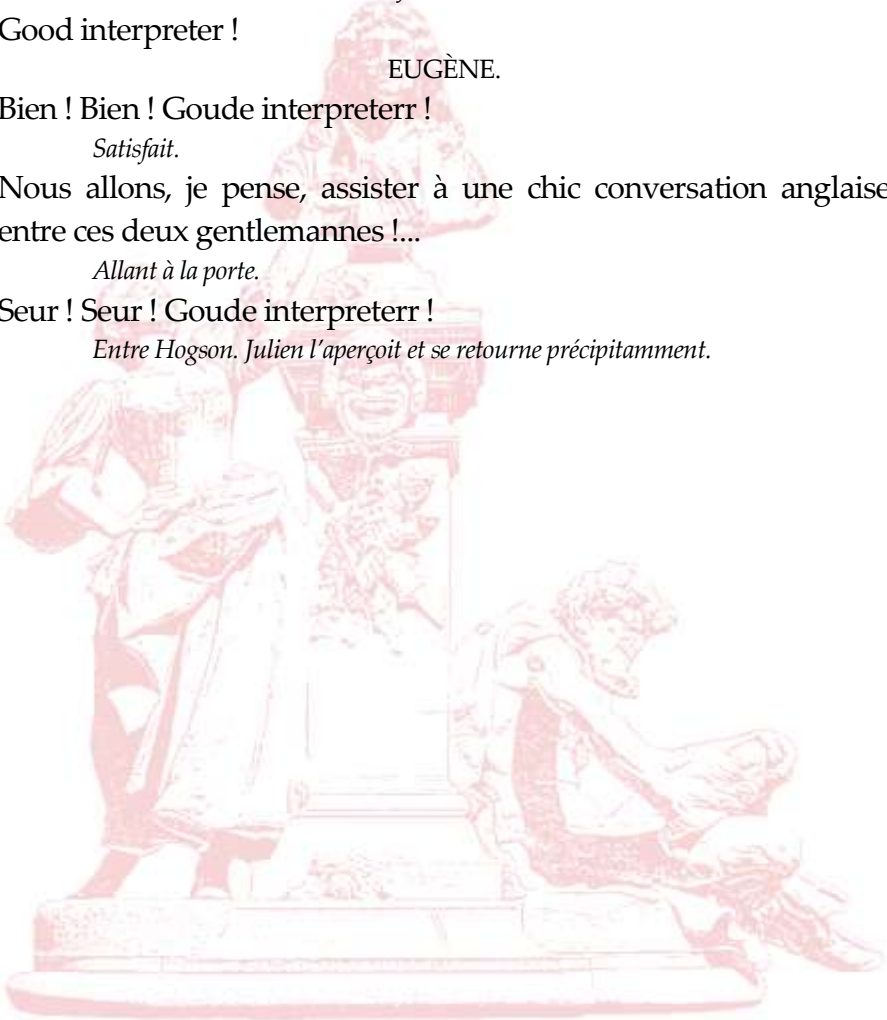 Good interpreter !
EUGÈNE.
Bien ! Bien ! Goude interpreterr !
Satisfait.
Nous allons, je pense, assister à une chic conversation anglaise
entre ces deux gentlemannes !...
Allant à la porte.
Seur ! Seur ! Goude interpreterr !
Entre Hogson. Julien l’aperçoit et se retourne précipitamment.